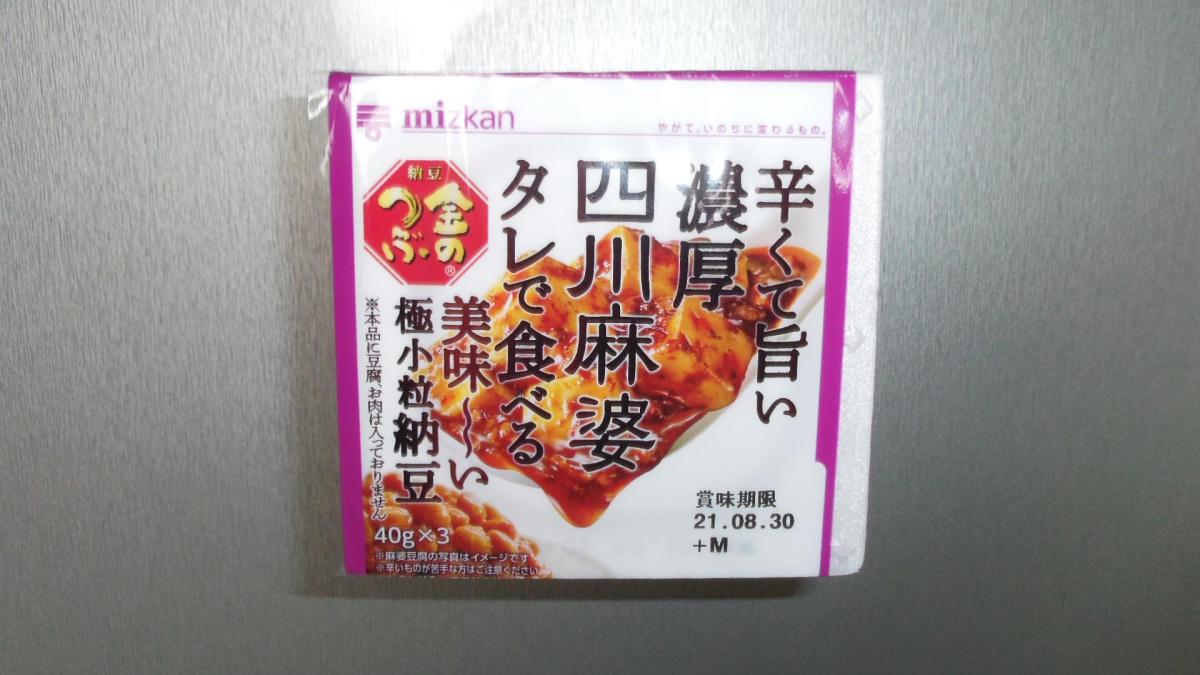 mizkan
やがて、いのちに変わるもの。
辛くて旨い
濃厚
四川麻婆
タレで食べる
美味〜い
極小粒納豆
※本品に豆腐、お肉は入っておりません
納豆
金の
つぶ®
賞味期限
21.08.30
+M
40g×3
※麻婆豆腐の写真はイメージです
※辛いものが苦手な方はご注意ください